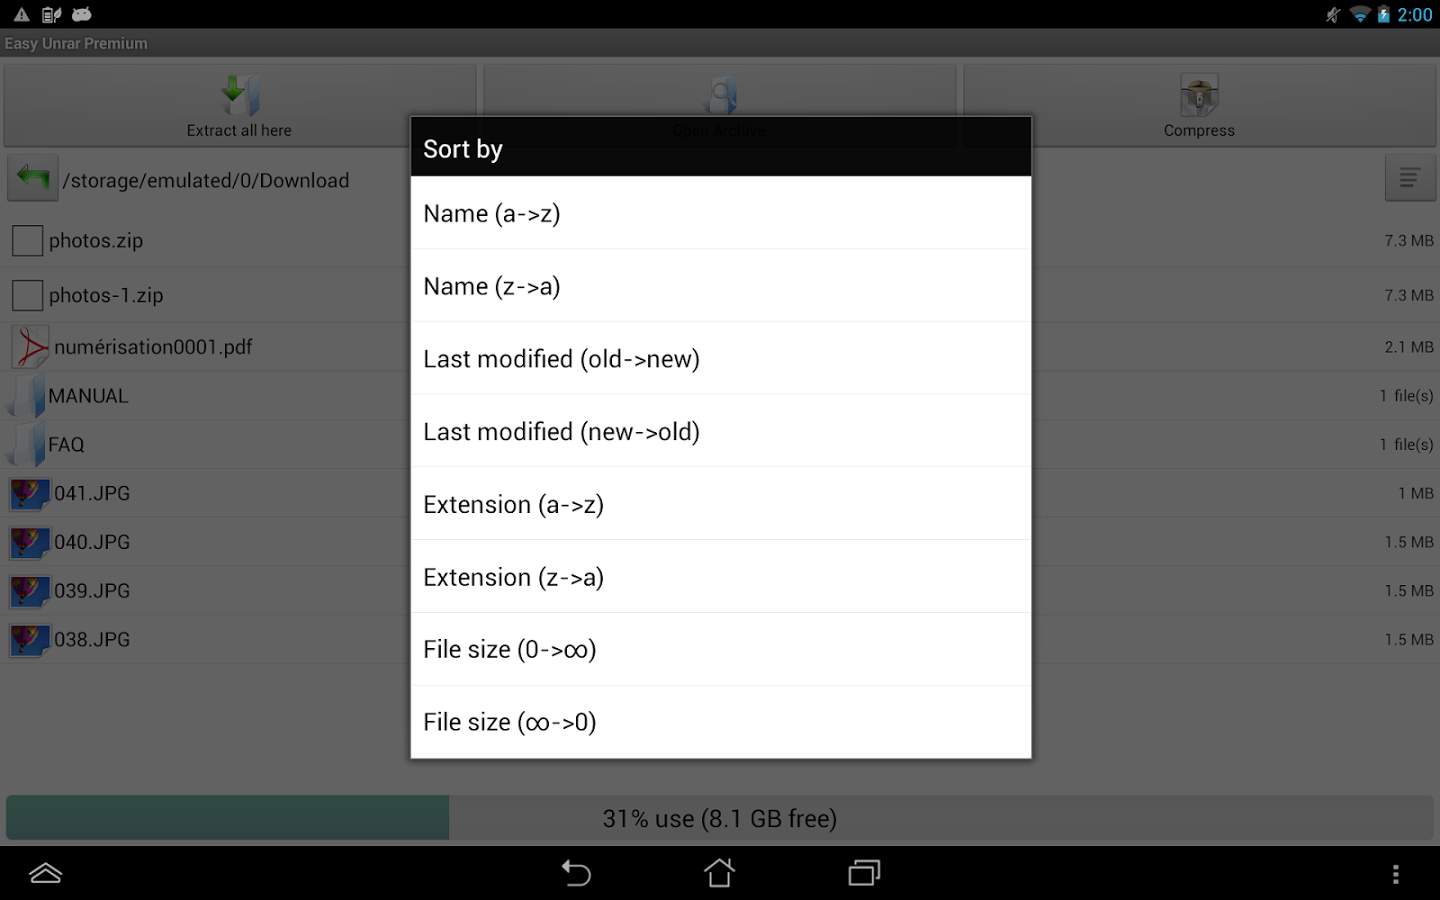 2:00
Easy Unrar Premium
Extract all here
Open Archive
Compress
/storage/emulated/0/Download
Sort by
Name (a->z)
Name (z->a)
Last modified (old->new)
Last modified (new->old)
Extension (a->z)
Extension (z->a)
File size (0->∞)
File size (∞->0)
photos.zip 7.3 MB
photos-1.zip 7.3 MB
numérisation0001.pdf 2.1 MB
MANUAL 1 file(s)
FAQ 1 file(s)
041.JPG 1 MB
040.JPG 1.5 MB
039.JPG 1.5 MB
038.JPG 1.5 MB
31% use (8.1 GB free)